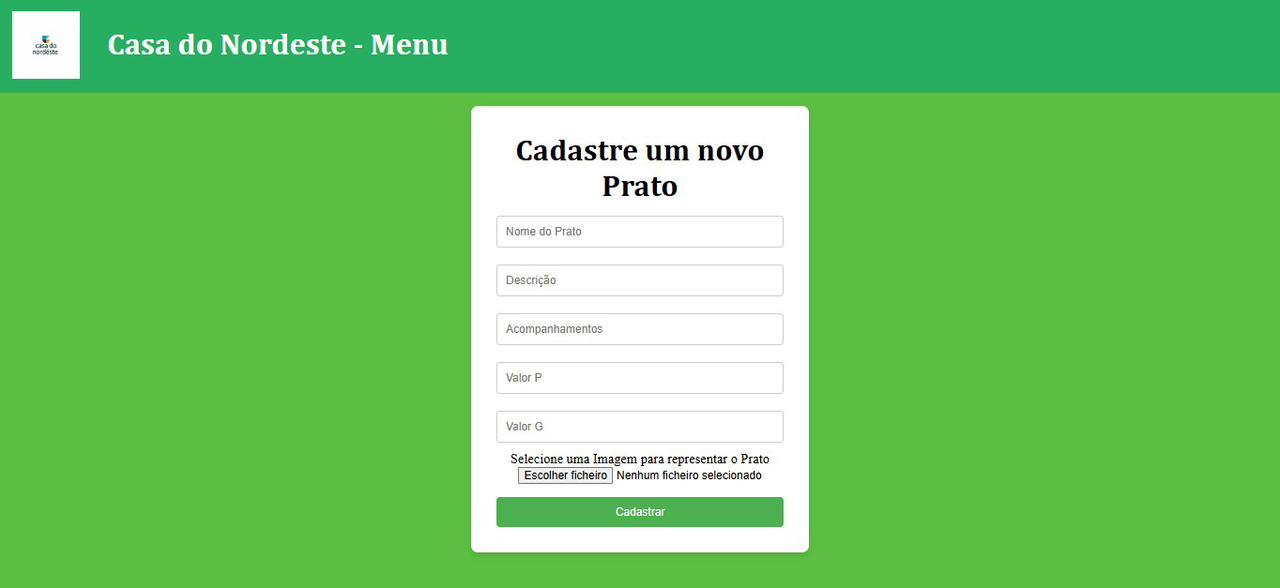 casa do
nordeste
Casa do Nordeste - Menu
Cadastre um novo
Prato
Nome do Prato
Descrição
Acompanhamentos
Valor P
Valor G
Selecione uma Imagem para representar o Prato
Escolher ficheiro Nenhum ficheiro selecionado
Cadastrar